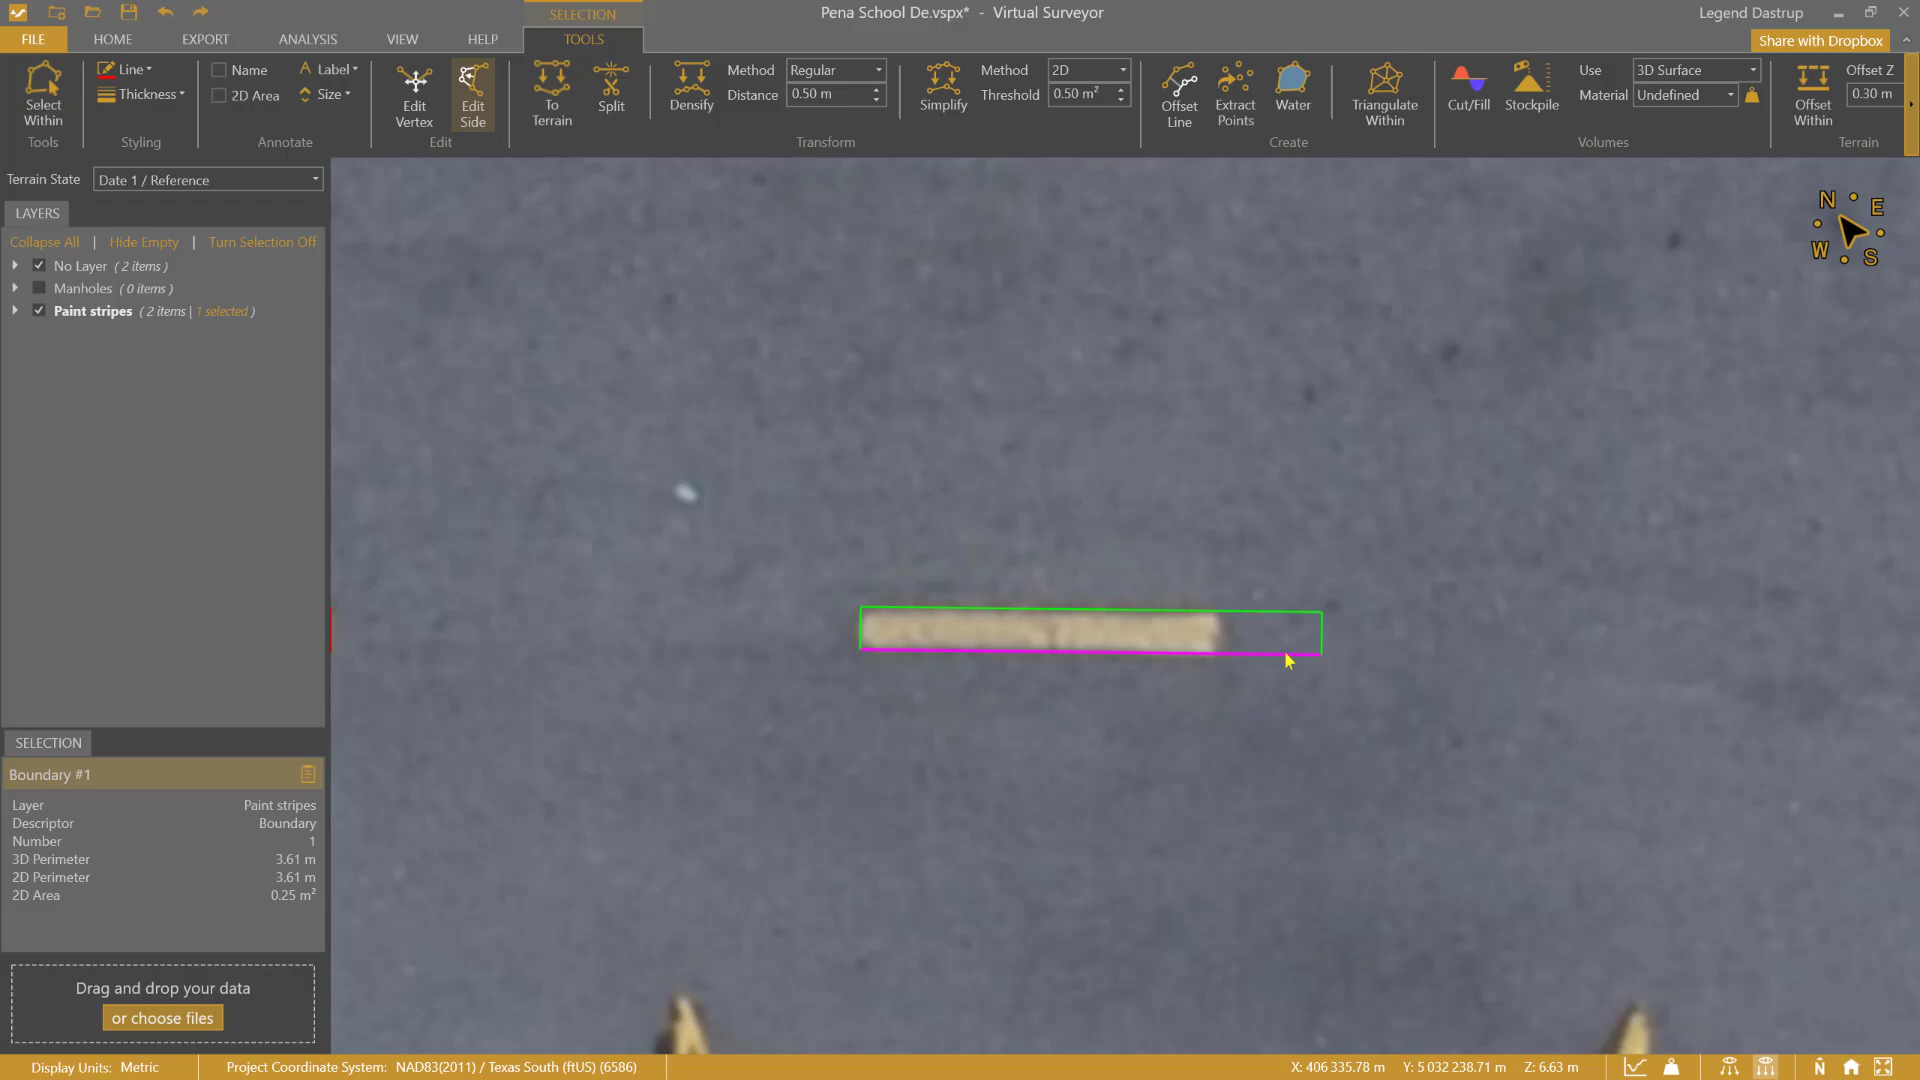 SELECTION
Pena School De.vspx* - Virtual Surveyor
Legend Dastrup
FILE
HOME
EXPORT
ANALYSIS
VIEW
HELP
TOOLS
Share with Dropbox
Select Within
Tools
Line
Thickness
Styling
Name
2D Area
Label
Size
Annotate
Edit Vertex
Edit Side
Edit
To Terrain
Split
Densify
Method Regular
Distance 0.50 m
Simplify
Method 2D
Threshold 0.50 m²
Transform
Offset Line
Extract Points
Water
Triangulate Within
Create
Cut/Fill
Stockpile
Use 3D Surface
Material Undefined
Volumes
Offset Within
Offset Z
0.30 m
Terrain
Terrain State Date 1 / Reference
LAYERS
Collapse All | Hide Empty | Turn Selection Off
No Layer ( 2 items )
Manholes ( 0 items )
Paint stripes ( 2 items | 1 selected )
N
E
W
S
SELECTION
Boundary #1
Layer Paint stripes
Descriptor Boundary
Number 1
3D Perimeter 3.61 m
2D Perimeter 3.61 m
2D Area 0.25 m²
Drag and drop your data
or choose files
Display Units: Metric
Project Coordinate System: NAD83(2011) / Texas South (ftUS) (6586)
X: 406 335.78 m Y: 5 032 238.71 m Z: 6.63 m
N